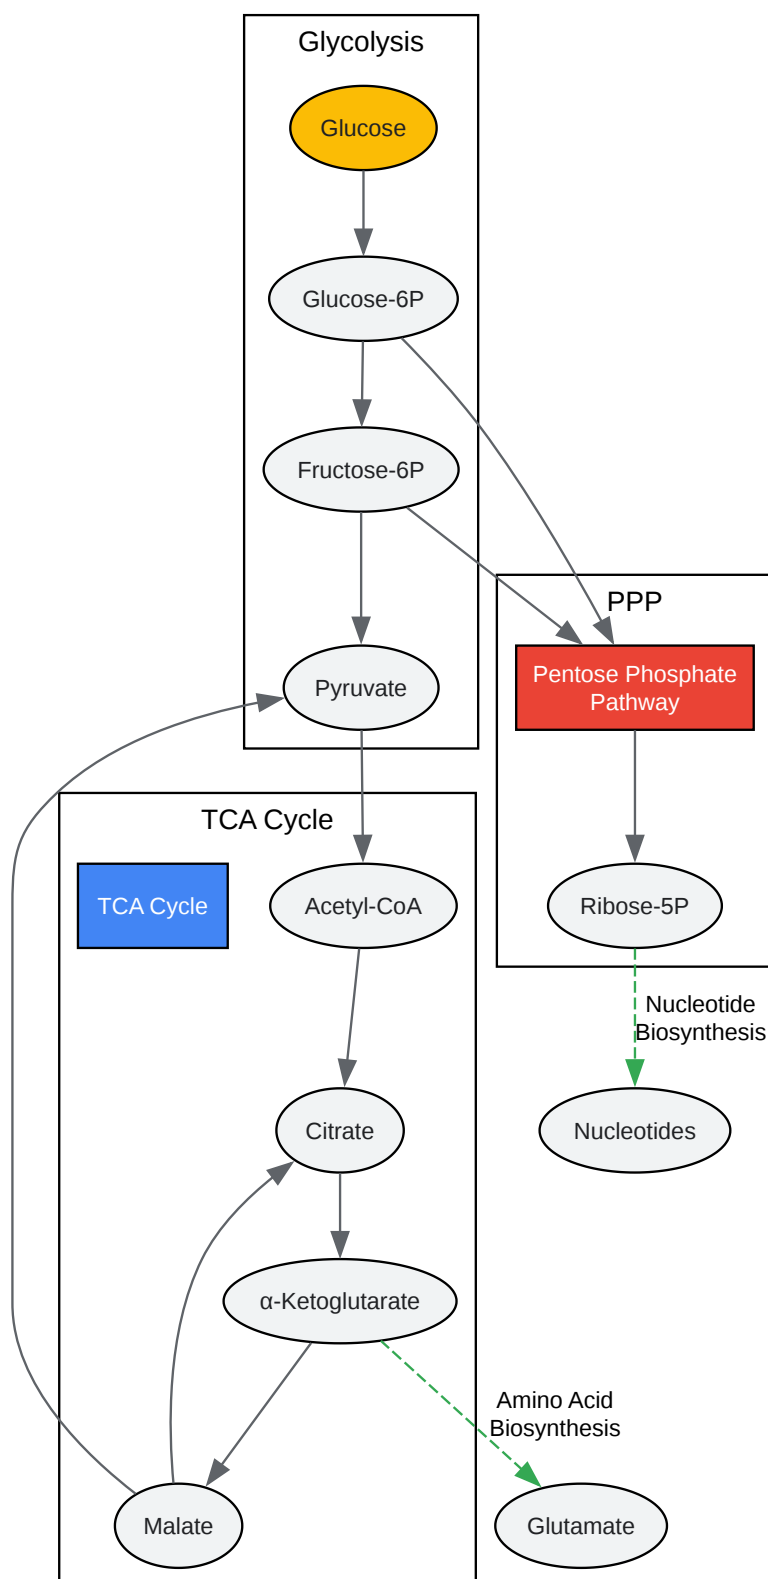 Glycolysis
Glucose
Glucose-6P
Fructose-6P
PPP
Pentose Phosphate
Pathway
Pyruvate
TCA Cycle
TCA Cycle
Acetyl-CoA
Ribose-5P
Nucleotide
Biosynthesis
Citrate
Nucleotides
α-Ketoglutarate
Amino Acid
Biosynthesis
Malate
Glutamate